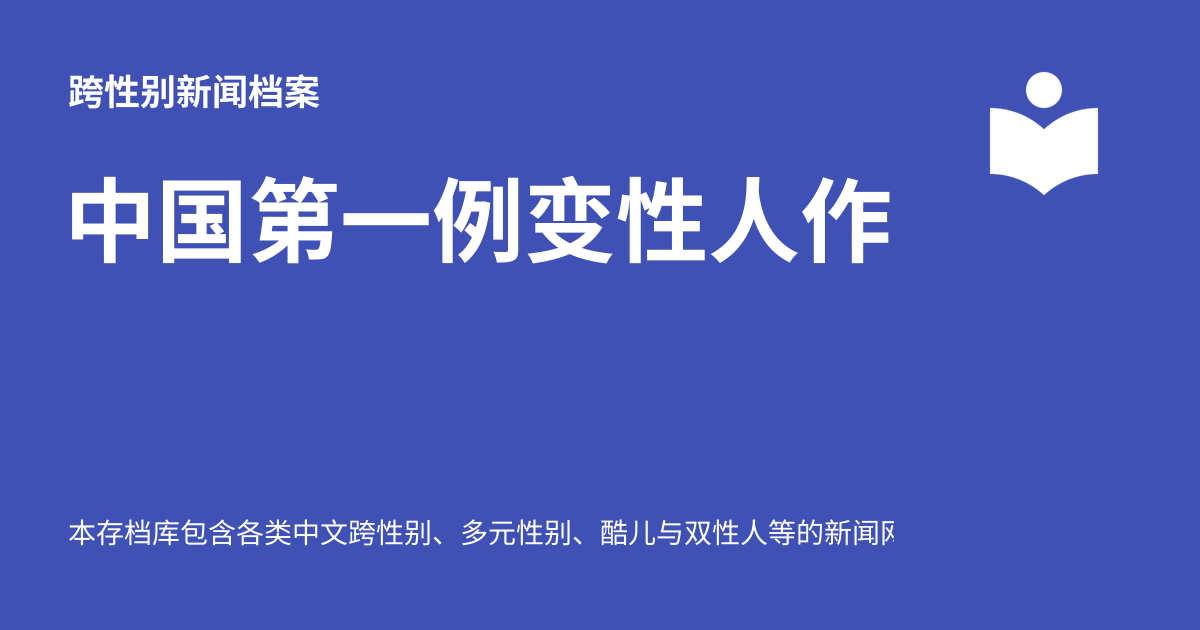 跨性别新闻档案
中国第一例变性人作
本存档库包含各类中文跨性别、多元性别、酷儿与双性人等的新闻